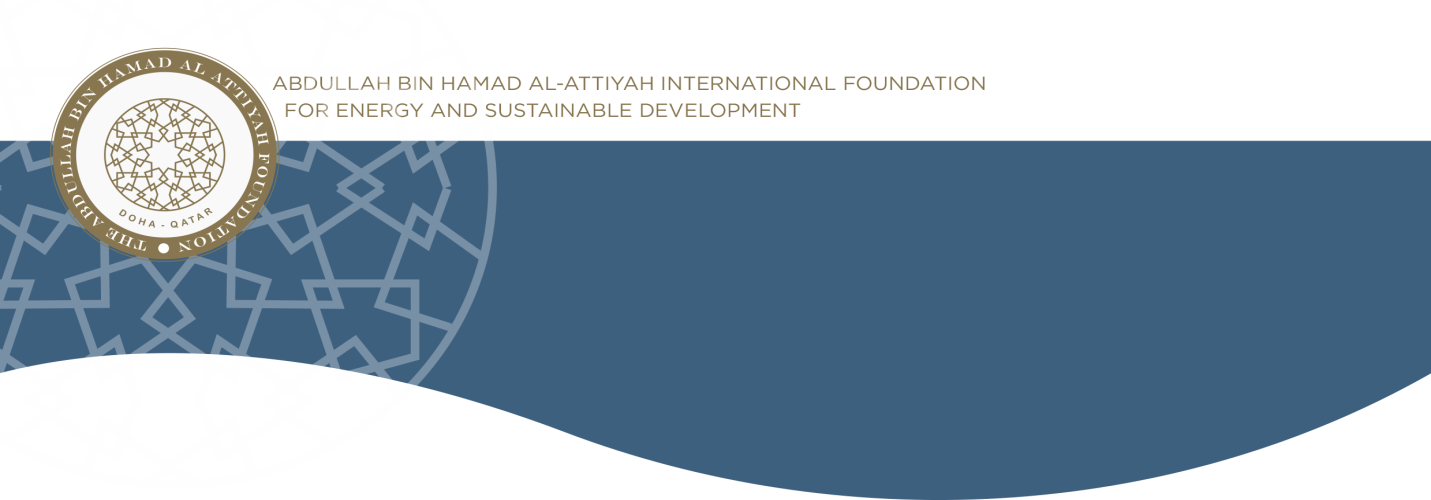 ABDULLAH BIN HAMAD AL-ATTIYAH INTERNATIONAL FOUNDATION
FOR ENERGY AND SUSTAINABLE DEVELOPMENT
THE ABDULLAH BIN HAMAD AL ATTIYAH FOUNDATION
DOHA - QATAR